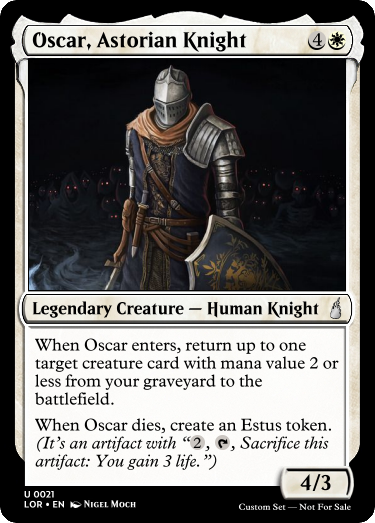 Oscar, Astorian Knight 4
Legendary Creature — Human Knight
When Oscar enters, return up to one
target creature card with mana value 2 or
less from your graveyard to the
battlefield.
When Oscar dies, create an Estus token.
(It's an artifact with “2, , Sacrifice this
artifact: You gain 3 life.”)
4/3
U 0021
LOR • EN Nigel Moch
Custom Set — Not For Sale